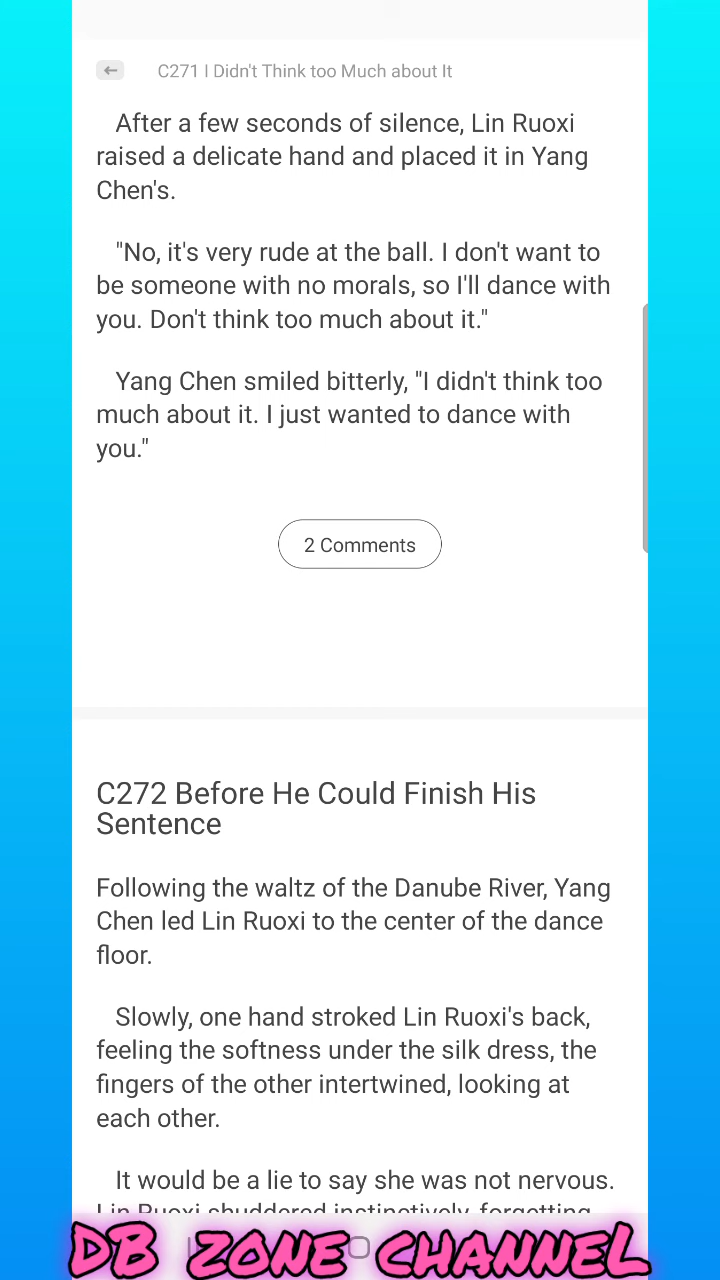 C271 I Didn't Think too Much about It
After a few seconds of silence, Lin Ruoxi
raised a delicate hand and placed it in Yang
Chen's.
"No, it's very rude at the ball. I don't want to
be someone with no morals, so I'll dance with
you. Don't think too much about it."
Yang Chen smiled bitterly, "I didn't think too
much about it. I just wanted to dance with
you."
2 Comments
C272 Before He Could Finish His
Sentence
Following the waltz of the Danube River, Yang
Chen led Lin Ruoxi to the center of the dance
floor.
Slowly, one hand stroked Lin Ruoxi's back,
feeling the softness under the silk dress, the
fingers of the other intertwined, looking at
each other.
It would be a lie to say she was not nervous.
Lin Ruoxi shuddered instinctively, forgetting
DB ZONE CHANNEL